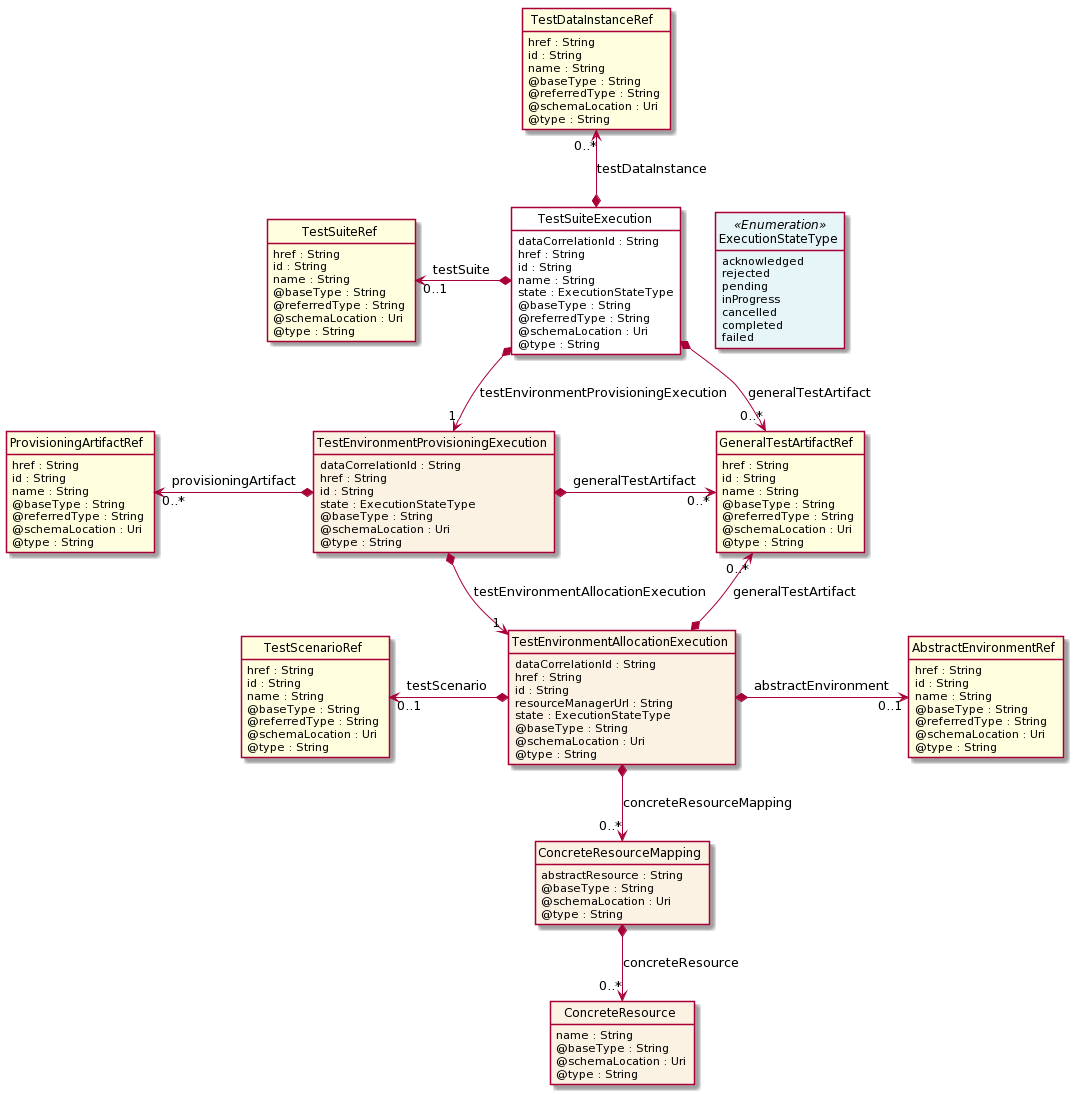 TestDataInstanceRef
href : String
id : String
name : String
@baseType : String
@referredType : String
@schemaLocation : Uri
@type : String
0..*
testDataInstance
TestSuiteExecution
dataCorrelationId : String
href : String
id : String
name : String
state : ExecutionStateType
@baseType : String
@referredType : String
@schemaLocation : Uri
@type : String
«Enumeration»
ExecutionStateType
acknowledged
rejected
pending
inProgress
cancelled
completed
failed
TestSuiteRef
href : String
id : String
name : String
@baseType : String
@referredType : String
@schemaLocation : Uri
@type : String
testSuite
0..1
testEnvironmentProvisioningExecution
1
generalTestArtifact
0..*
ProvisioningArtifactRef
href : String
id : String
name : String
@baseType : String
@referredType : String
@schemaLocation : Uri
@type : String
provisioningArtifact
0..*
TestEnvironmentProvisioningExecution
dataCorrelationId : String
href : String
id : String
state : ExecutionStateType
@baseType : String
@schemaLocation : Uri
@type : String
generalTestArtifact
0..*
GeneralTestArtifactRef
href : String
id : String
name : String
@baseType : String
@referredType : String
@schemaLocation : Uri
@type : String
0..*
testEnvironmentAllocationExecution
generalTestArtifact
1
TestScenarioRef
href : String
id : String
name : String
@baseType : String
@referredType : String
@schemaLocation : Uri
@type : String
testScenario
0..1
TestEnvironmentAllocationExecution
dataCorrelationId : String
href : String
id : String
resourceManagerUrl : String
state : ExecutionStateType
@baseType : String
@schemaLocation : Uri
@type : String
abstractEnvironment
0..1
AbstractEnvironmentRef
href : String
id : String
name : String
@baseType : String
@referredType : String
@schemaLocation : Uri
@type : String
concreteResourceMapping
0..*
ConcreteResourceMapping
abstractResource : String
@baseType : String
@schemaLocation : Uri
@type : String
concreteResource
0..*
ConcreteResource
name : String
@baseType : String
@schemaLocation : Uri
@type : String